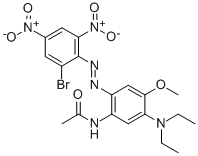 O⁻ O⁻
O N⁺ N⁺ O
Br N
N O
O
N H N